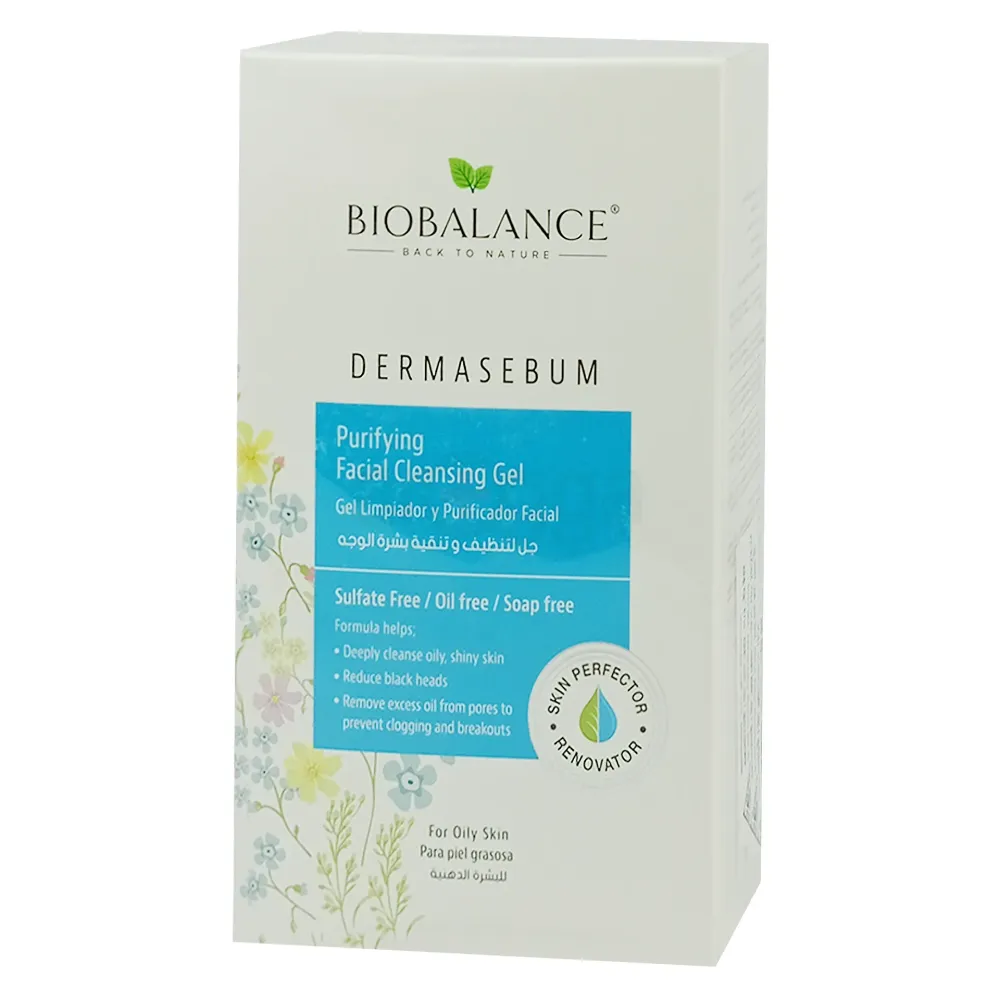 BIOBALANCE®
BACK TO NATURE
DERMASEBUM
Purifying
Facial Cleansing Gel
Gel Limpiador y Purificador Facial
جل لتنظيف و تنقية بشرة الوجه
Sulfate Free / Oil free / Soap free
Formula helps;
• Deeply cleanse oily, shiny skin
• Reduce black heads
• Remove excess oil from pores to
prevent clogging and breakouts
• SKIN PERFECTOR •
RENOVATOR
For Oily Skin
Para piel grasosa
للبشرة الدهنية